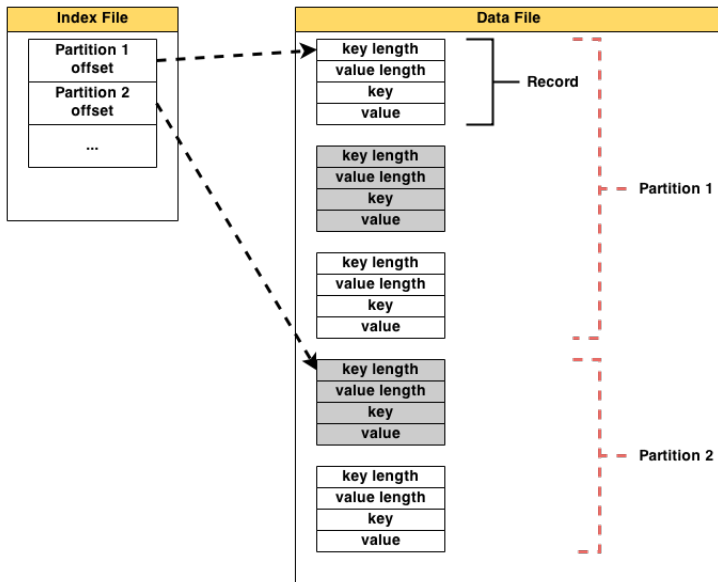 Index File
Partition 1
offset
Partition 2
offset
...
Data File
key length
value length
key
value
Record
key length
value length
key
value
Partition 1
key length
value length
key
value
key length
value length
key
value
Partition 2
key length
value length
key
value